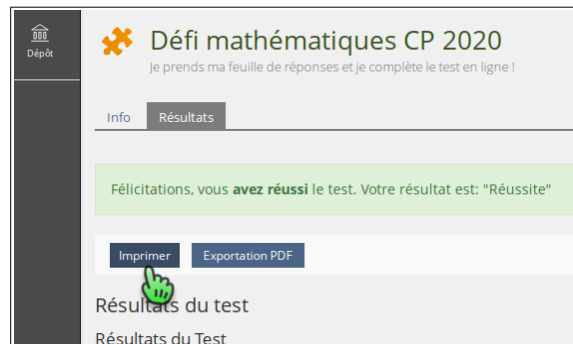 Dépôt
Défi mathématiques CP 2020
Je prends ma feuille de réponses et je complète le test en ligne !
Info Résultats
Félicitations, vous avez réussi le test. Votre résultat est: "Réussite"
Imprimer Exportation PDF
Résultats du test
Résultats du Test